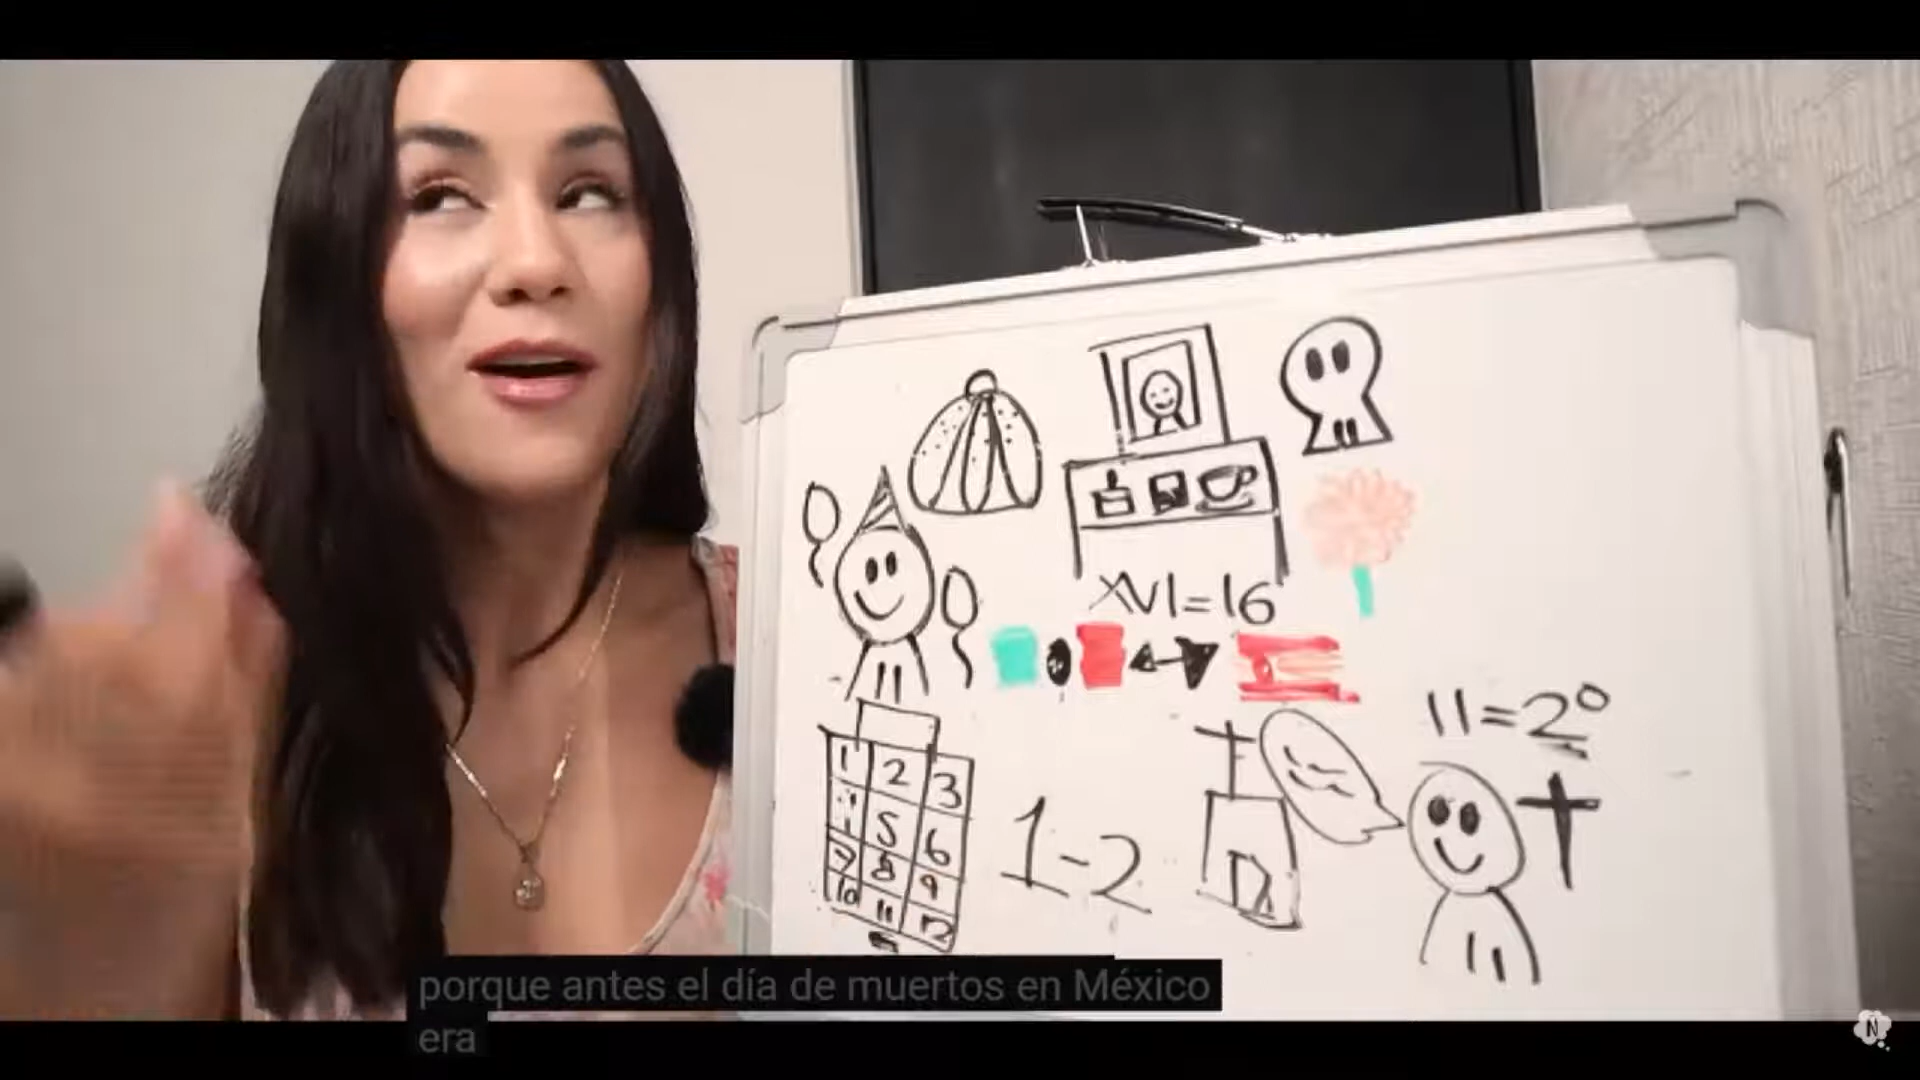 XVI=16
11=2º
1 2 3
5 6
7 8 9
10 11 12
1-2
porque antes el día de muertos en México
era
Ñ